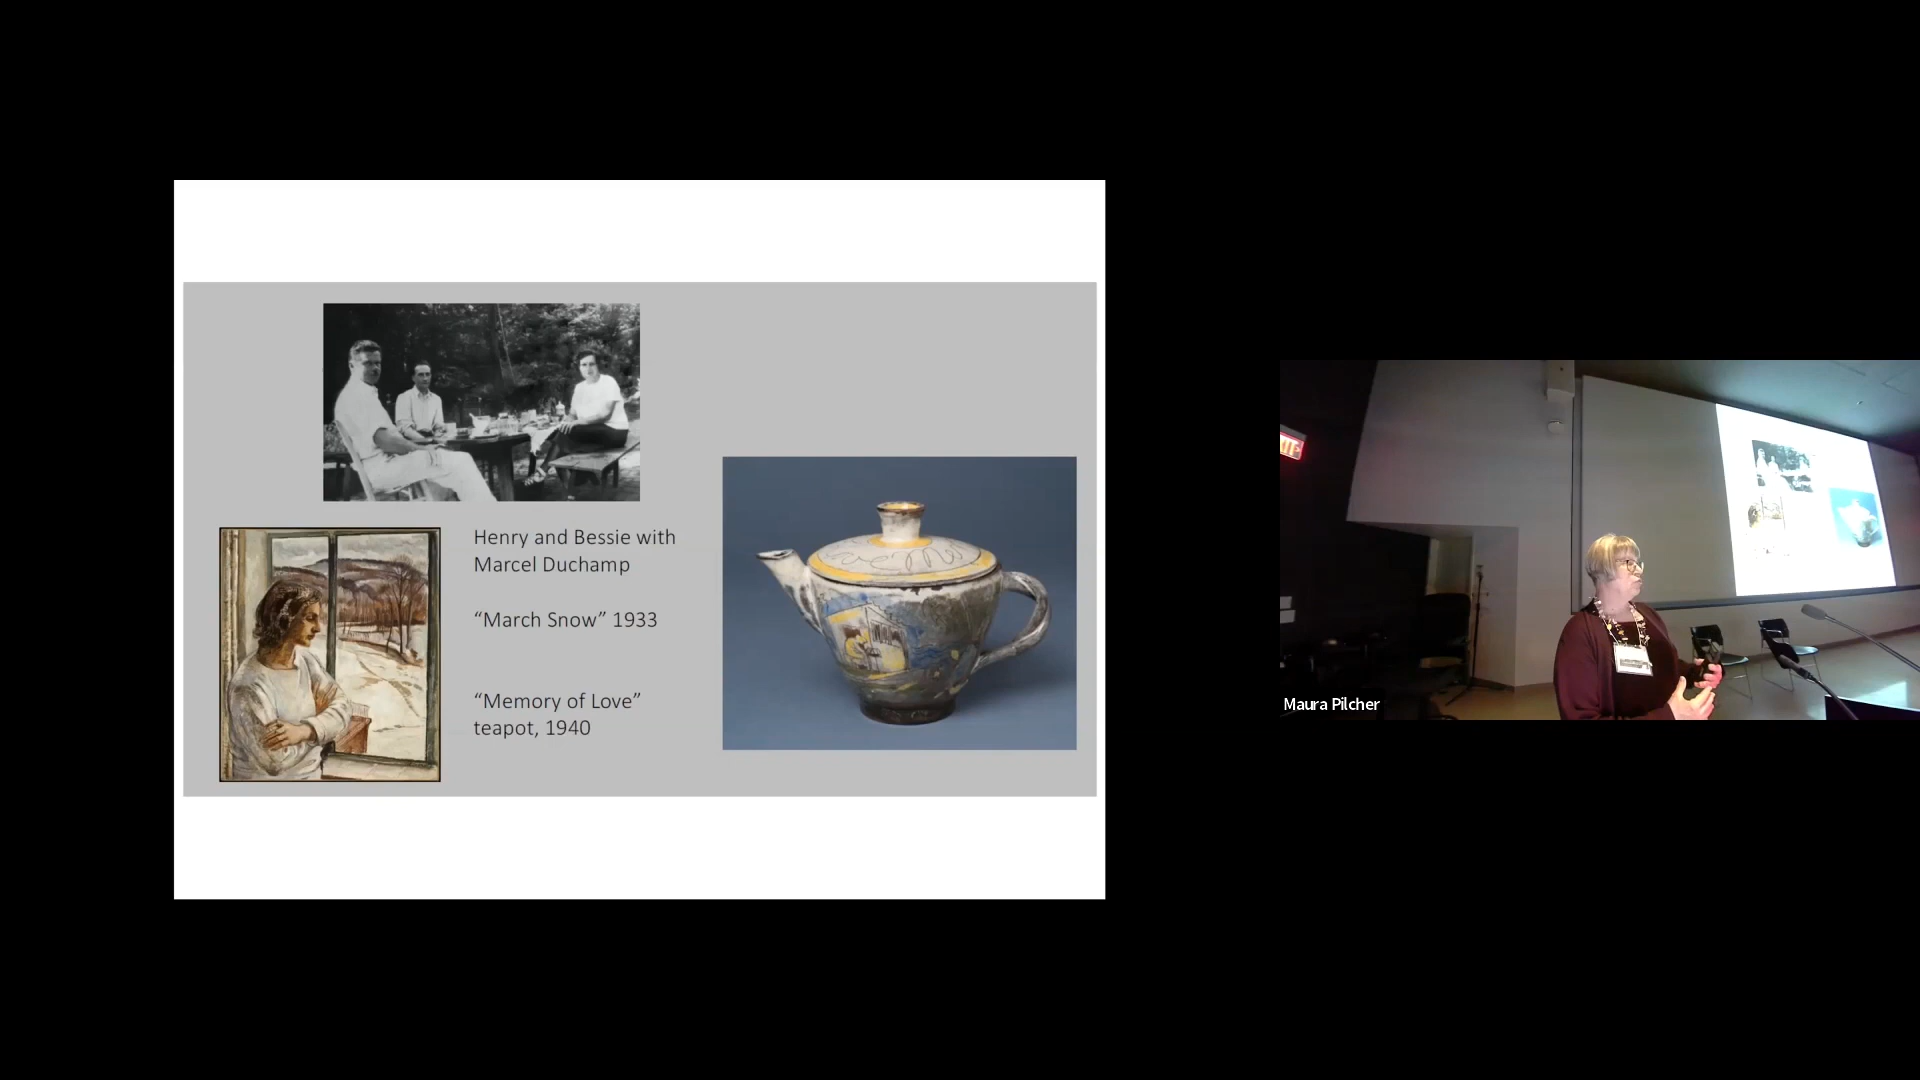 Henry and Bessie with
Marcel Duchamp
“March Snow” 1933
“Memory of Love”
teapot, 1940
Maura Pilcher